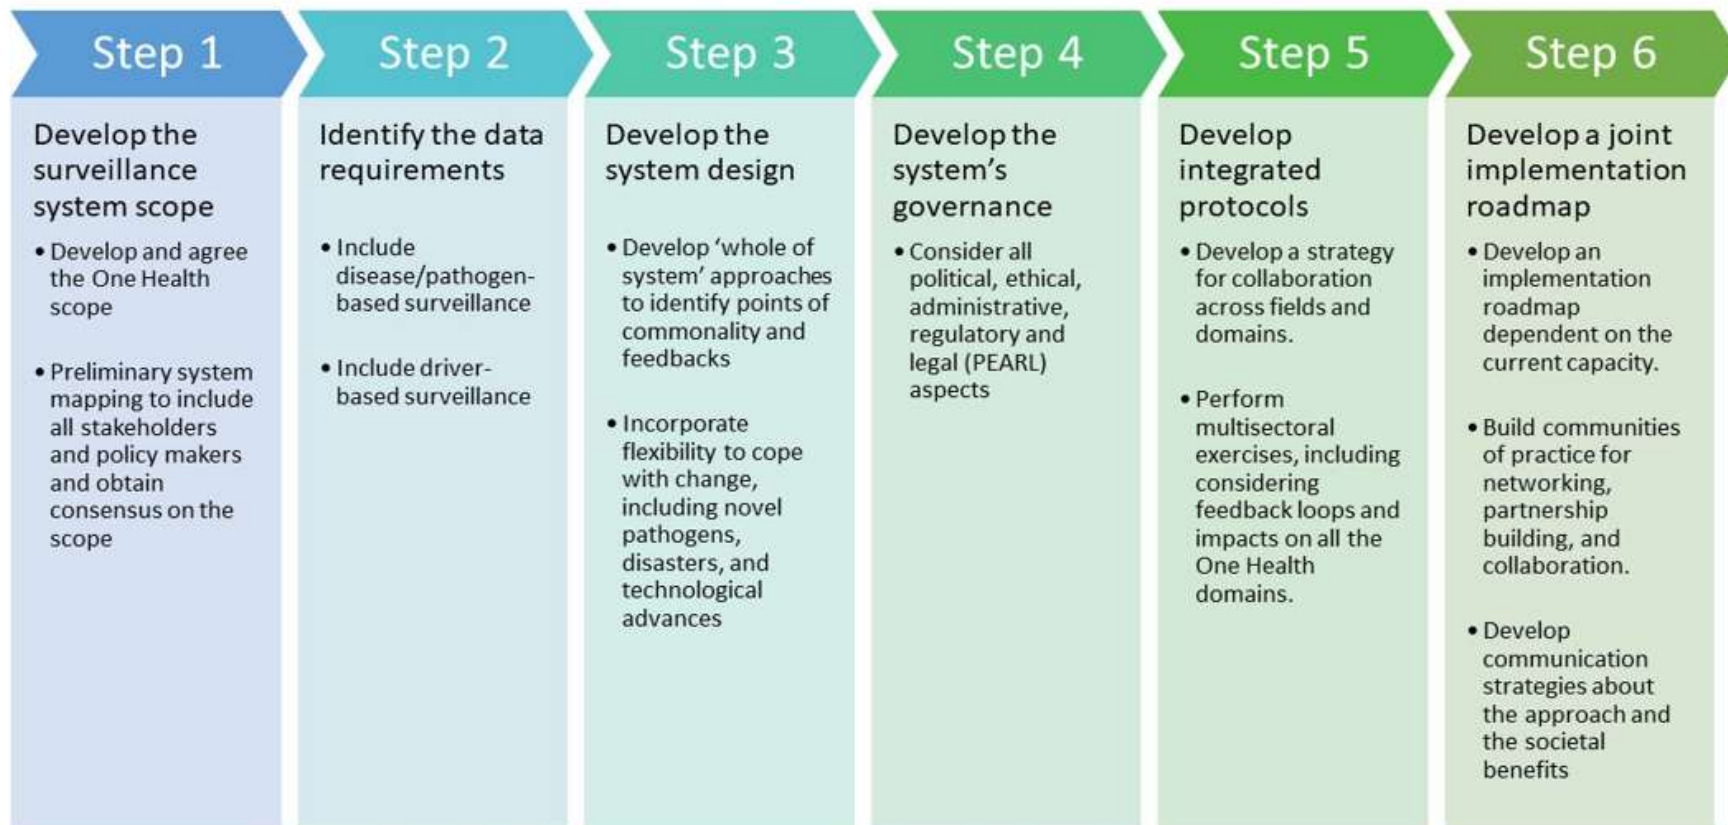 Step 1
Develop the
surveillance
system scope
• Develop and agree
the One Health
scope
• Preliminary system
mapping to include
all stakeholders
and policy makers
and obtain
consensus on the
scope
Step 2
Identify the data
requirements
• Include
disease/pathogen-
based surveillance
• Include driver-
based surveillance
Step 3
Develop the
system design
• Develop ‘whole of
system’ approaches
to identify points of
commonality and
feedbacks
• Incorporate
flexibility to cope
with change,
including novel
pathogens,
disasters, and
technological
advances
Step 4
Develop the
system’s
governance
• Consider all
political, ethical,
administrative,
regulatory and
legal (PEARL)
aspects
Step 5
Develop
integrated
protocols
• Develop a strategy
for collaboration
across fields and
domains.
• Perform
multisectoral
exercises, including
considering
feedback loops and
impacts on all the
One Health
domains.
Step 6
Develop a joint
implementation
roadmap
• Develop an
implementation
roadmap
dependent on the
current capacity.
• Build communities
of practice for
networking,
partnership
building, and
collaboration.
• Develop
communication
strategies about
the approach and
the societal
benefits